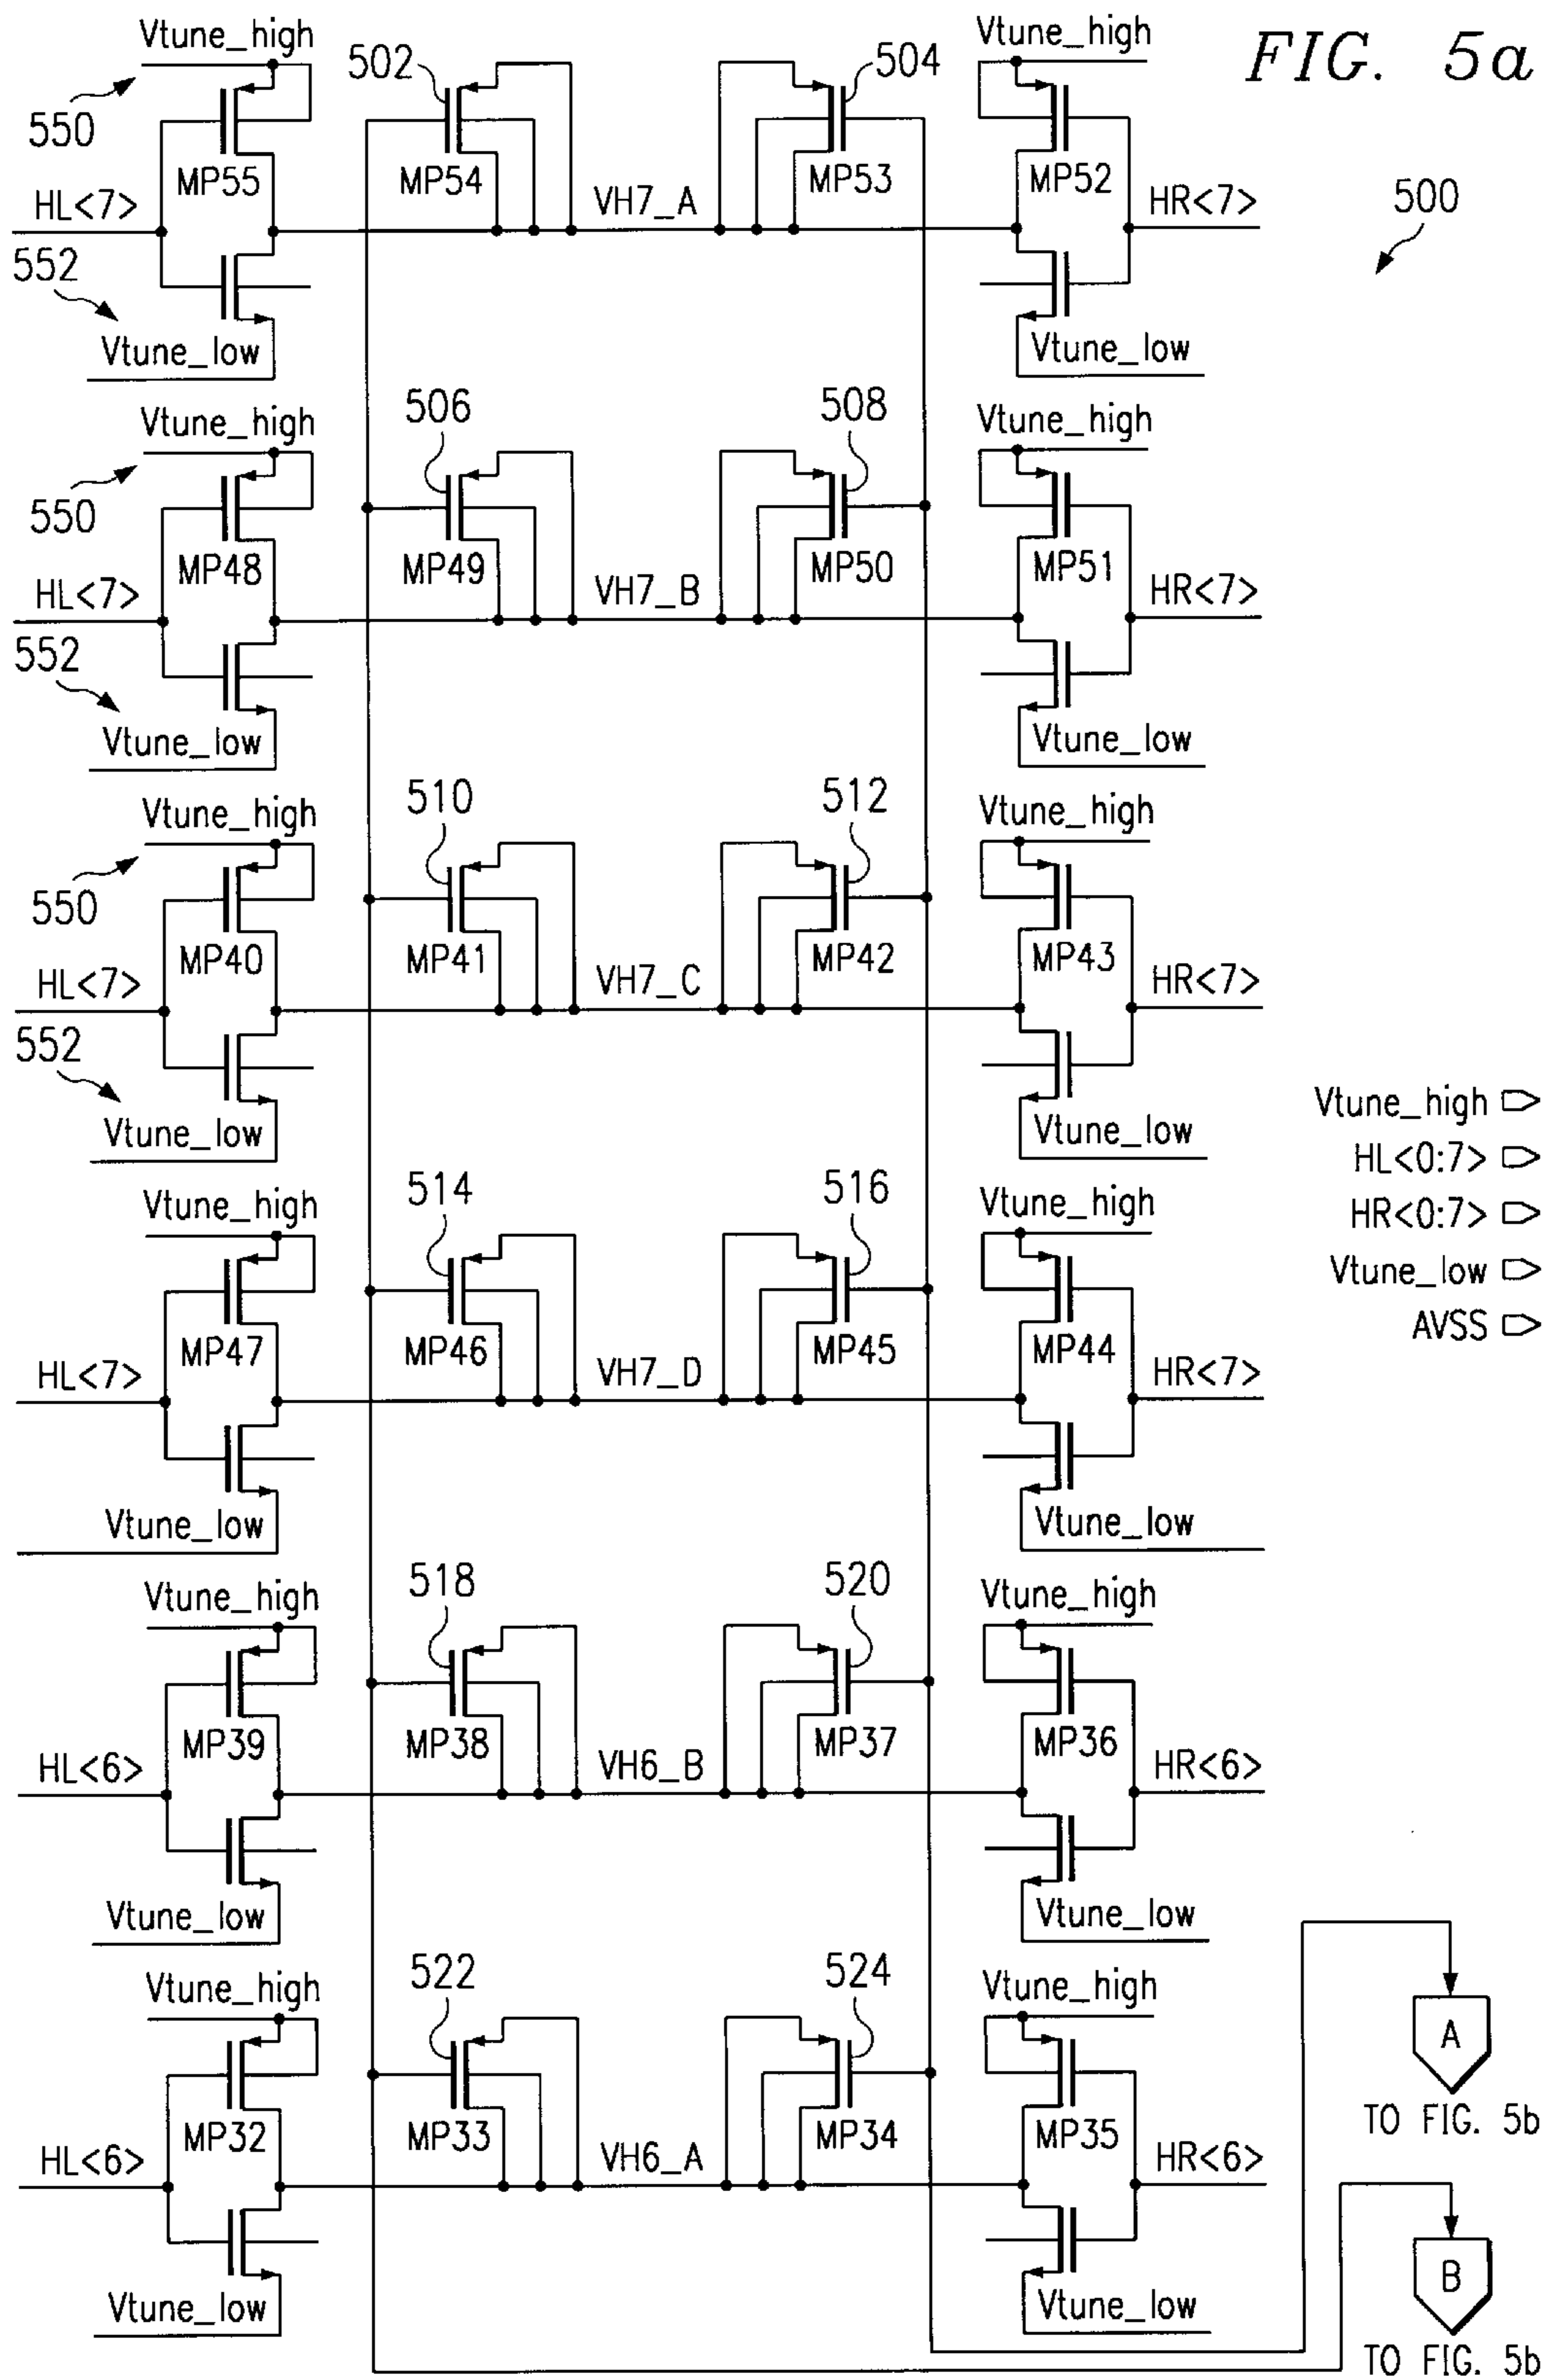 FIG. 5a
500
Vtune_high
550
MP55
HL<7>
552
Vtune_low
502
MP54
VH7_A
504
MP53
Vtune_high
MP52
HR<7>
Vtune_low
Vtune_high
550
MP48
HL<7>
552
Vtune_low
506
MP49
VH7_B
508
MP50
Vtune_high
MP51
HR<7>
Vtune_low
Vtune_high
550
MP40
HL<7>
552
Vtune_low
510
MP41
VH7_C
512
MP42
Vtune_high
MP43
HR<7>
Vtune_low
Vtune_high
HL<0:7>
HR<0:7>
Vtune_low
AVSS
Vtune_high
MP47
HL<7>
Vtune_low
514
MP46
VH7_D
516
MP45
Vtune_high
MP44
HR<7>
Vtune_low
Vtune_high
MP39
HL<6>
Vtune_low
518
MP38
VH6_B
520
MP37
Vtune_high
MP36
HR<6>
Vtune_low
Vtune_high
MP32
HL<6>
Vtune_low
522
MP33
VH6_A
524
MP34
Vtune_high
MP35
HR<6>
Vtune_low
A
TO FIG. 5b
B
TO FIG. 5b